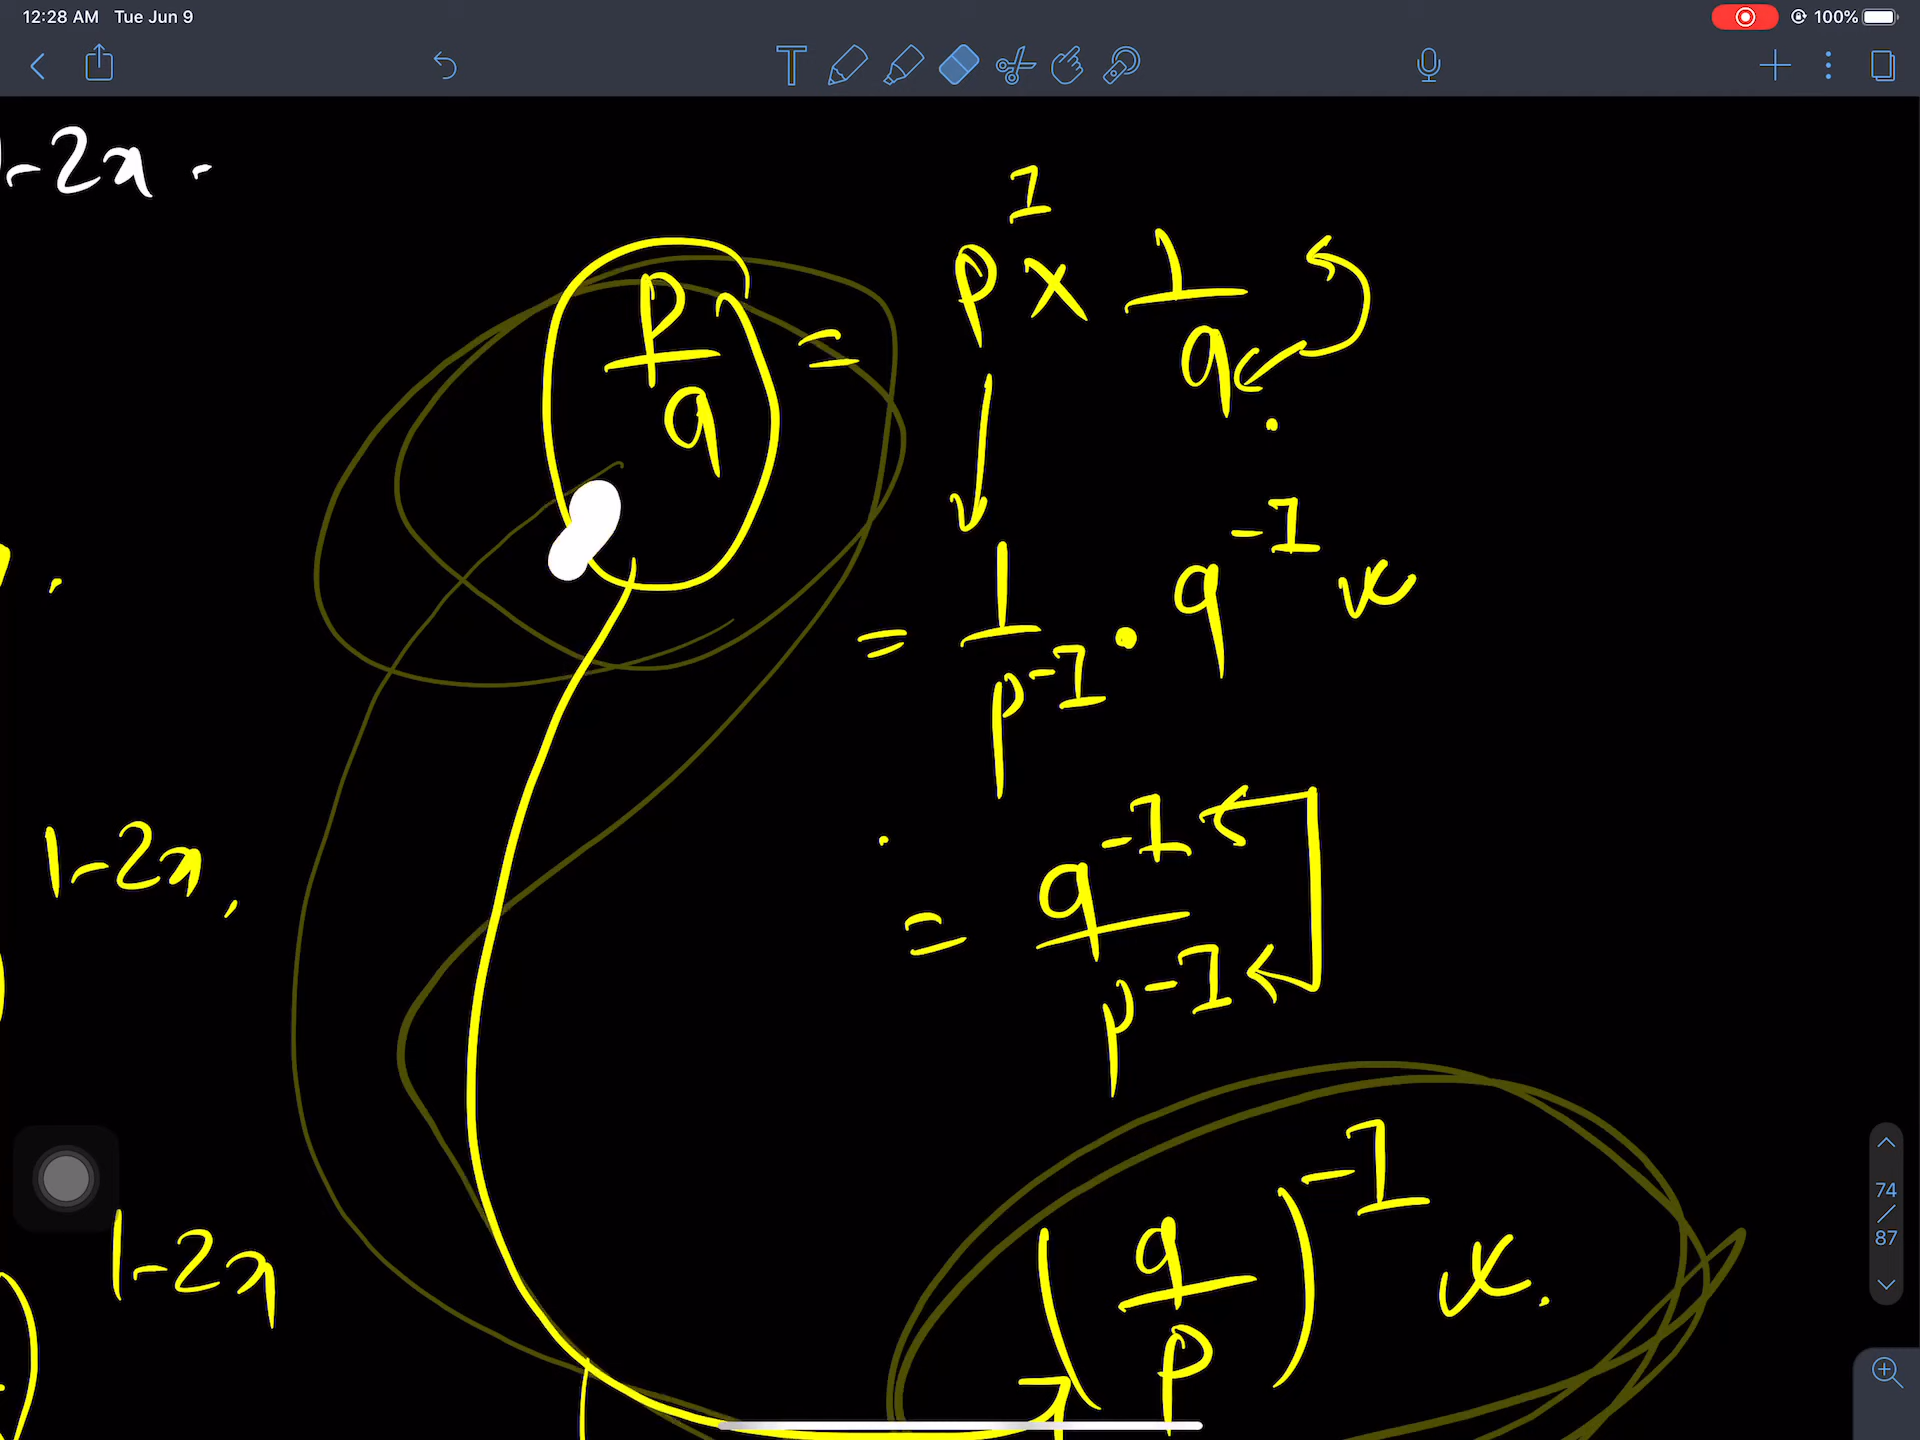 12:28 AM Tue Jun 9 100%
-2x.
p/q = p^1 x 1/q
= 1/p^-1 . q^-1
1-2x,
= q^-1/p^-1
(q/p)^-1
1-2x
74
/
87